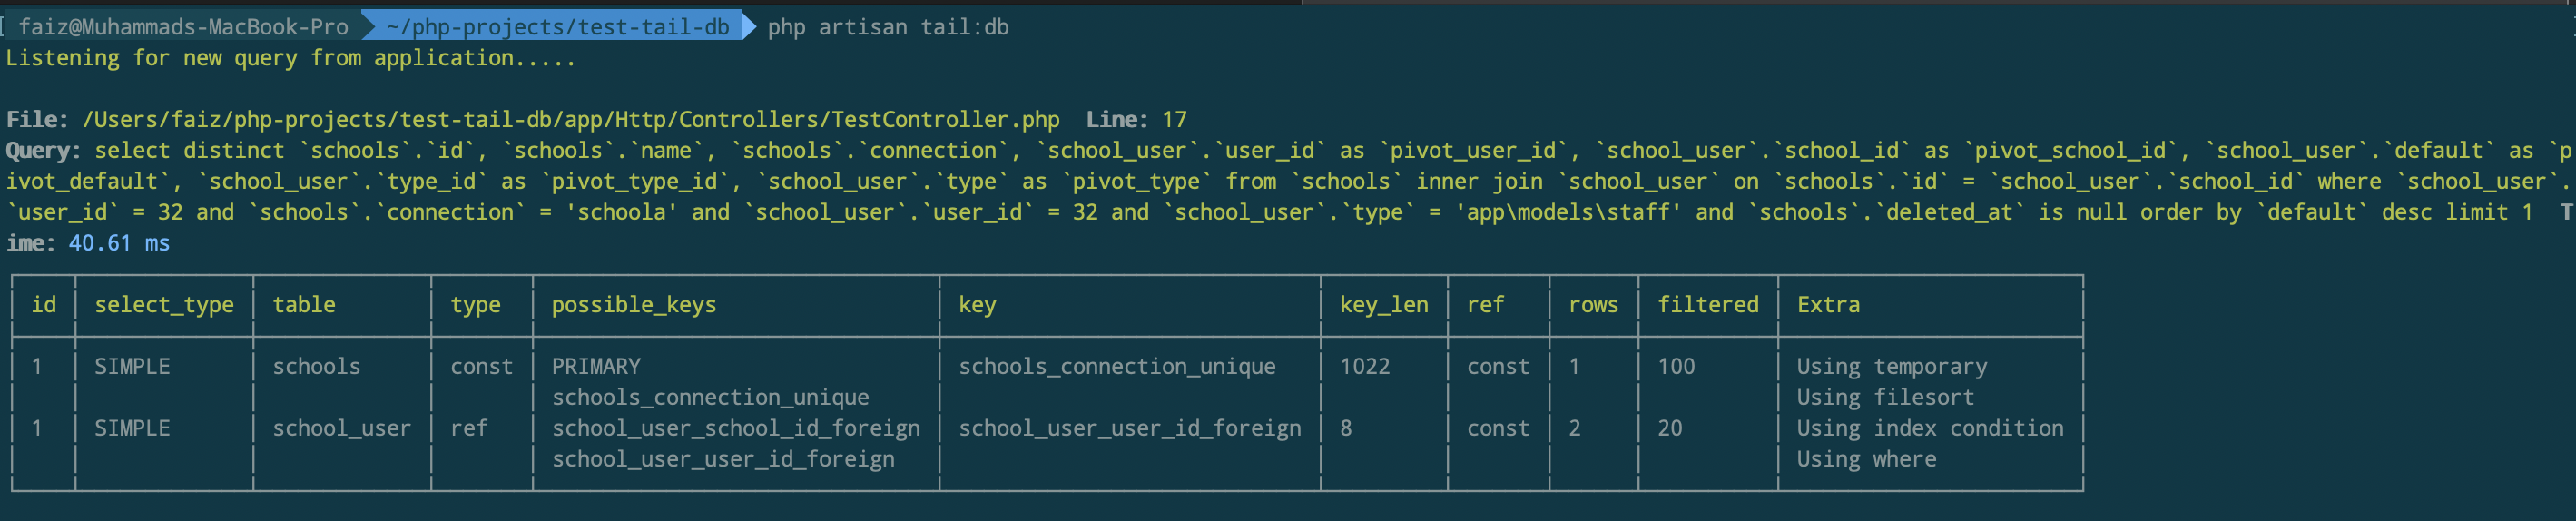 faiz@Muhammads-MacBook-Pro ~/php-projects/test-tail-db php artisan tail:db
Listening for new query from application.....
File: /Users/faiz/php-projects/test-tail-db/app/Http/Controllers/TestController.php Line: 17
Query: select distinct `schools`.`id`, `schools`.`name`, `schools`.`connection`, `school_user`.`user_id` as `pivot_user_id`, `school_user`.`school_id` as `pivot_school_id`, `school_user`.`default` as `p
ivot_default`, `school_user`.`type_id` as `pivot_type_id`, `school_user`.`type` as `pivot_type` from `schools` inner join `school_user` on `schools`.`id` = `school_user`.`school_id` where `school_user`.
`user_id` = 32 and `schools`.`connection` = 'schoola' and `school_user`.`user_id` = 32 and `school_user`.`type` = 'app\models\staff' and `schools`.`deleted_at` is null order by `default` desc limit 1 T
ime: 40.61 ms
id select_type table type possible_keys key key_len ref rows filtered Extra
1 SIMPLE schools const PRIMARY schools_connection_unique 1022 const 1 100 Using temporary
schools_connection_unique Using filesort
1 SIMPLE school_user ref school_user_school_id_foreign school_user_user_id_foreign 8 const 2 20 Using index condition
school_user_user_id_foreign Using where